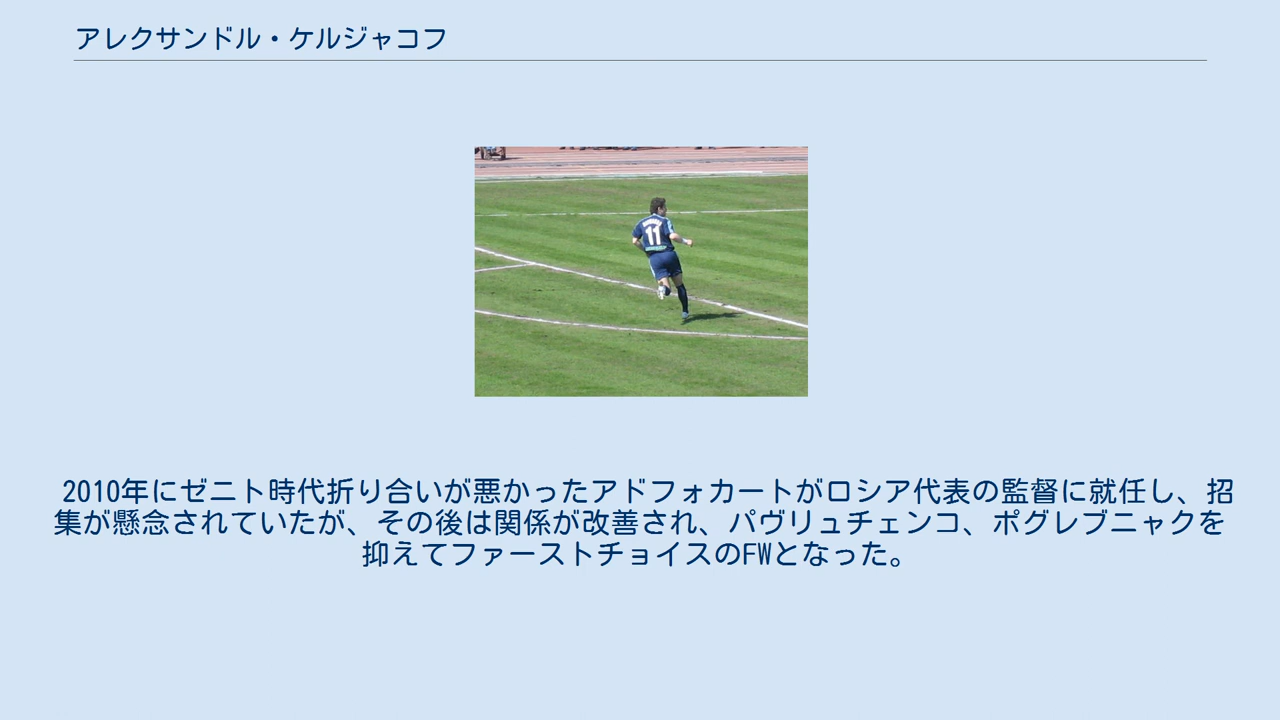 アレクサンドル・ケルジャコフ
11
2010年にゼニト時代折り合いが悪かったアドフォカートがロシア代表の監督に就任し、招
集が懸念されていたが、その後は関係が改善され、パヴリュチェンコ、ポグレブニャクを
抑えてファーストチョイスのFWとなった。